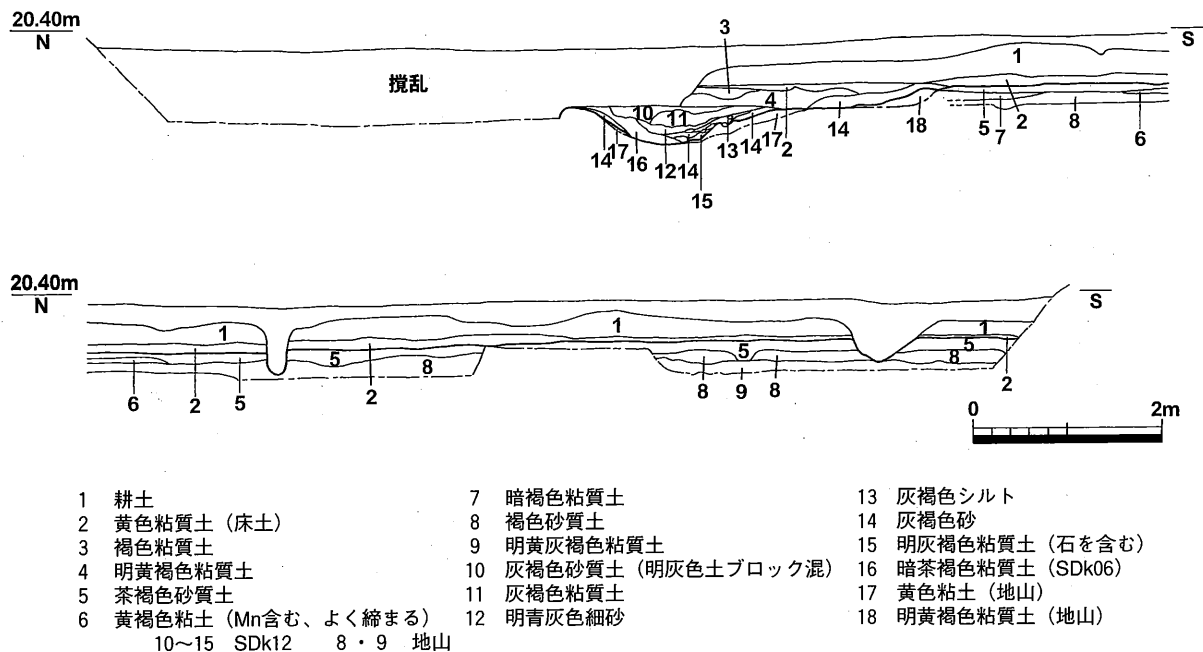 20.40m
N
S
3
1
撹乱
4
10
11
14
17
16
12
14
13
14
17
2
14
18
5
7
2
8
6
15
20.40m
N
S
1
1
1
5
8
5
5
8
6
2
5
2
8
9
8
2
0
2m
1 耕土
2 黄色粘質土（床土）
3 褐色粘質土
4 明黄褐色粘質土
5 茶褐色砂質土
6 黄褐色粘土（Mn含む、よく締まる）
10〜15 SDk12 8・9 地山
7 暗褐色粘質土
8 褐色砂質土
9 明黄灰褐色粘質土
10 灰褐色砂質土（明灰色土ブロック混）
11 灰褐色粘質土
12 明青灰色細砂
13 灰褐色シルト
14 灰褐色砂
15 明灰褐色粘質土（石を含む）
16 暗茶褐色粘質土（SDk06）
17 黄色粘土（地山）
18 明黄褐色粘質土（地山）